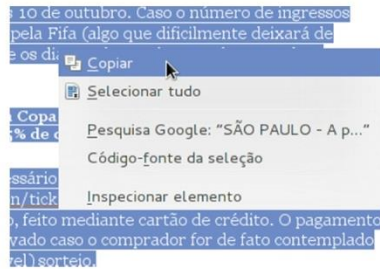 10 de outubro. Caso o número de ingressos
pela Fifa (algo que dificilmente deixará de
e os
Copiar
Selecionar tudo
Copa
Pesquisa Google: “SÃO PAULO - A p...”
% de
Código-fonte da seleção
essário
n/tick
Inspecionar elemento
o, feito mediante cartão de crédito. O pagamento
vado caso o comprador for de fato contemplado
vel) sorteio.